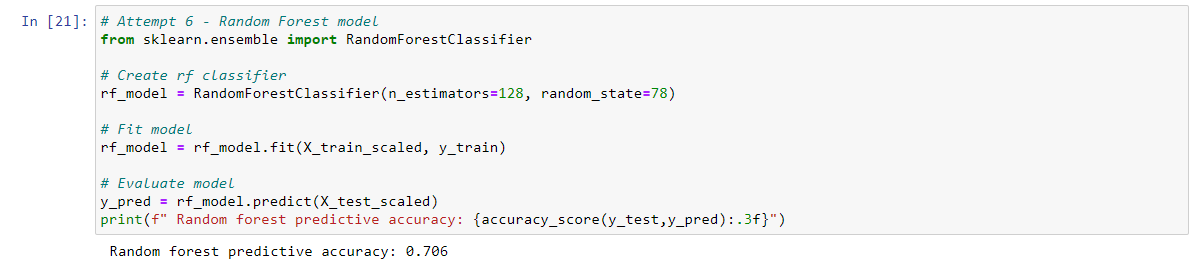 In [21]: # Attempt 6 - Random Forest model
from sklearn.ensemble import RandomForestClassifier
# Create rf classifier
rf_model = RandomForestClassifier(n_estimators=128, random_state=78)
# Fit model
rf_model = rf_model.fit(X_train_scaled, y_train)
# Evaluate model
y_pred = rf_model.predict(X_test_scaled)
print(f" Random forest predictive accuracy: {accuracy_score(y_test,y_pred):.3f}")
Random forest predictive accuracy: 0.706